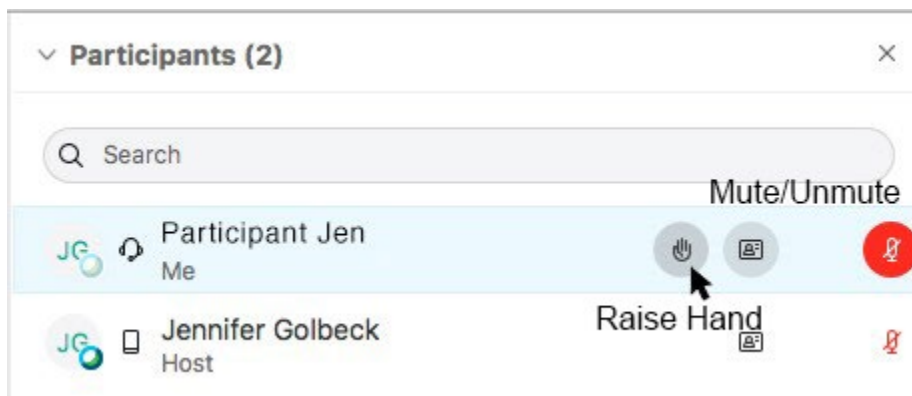 Participants (2)
Search
Mute/Unmute
JG Participant Jen
Me
Raise Hand
JG Jennifer Golbeck
Host